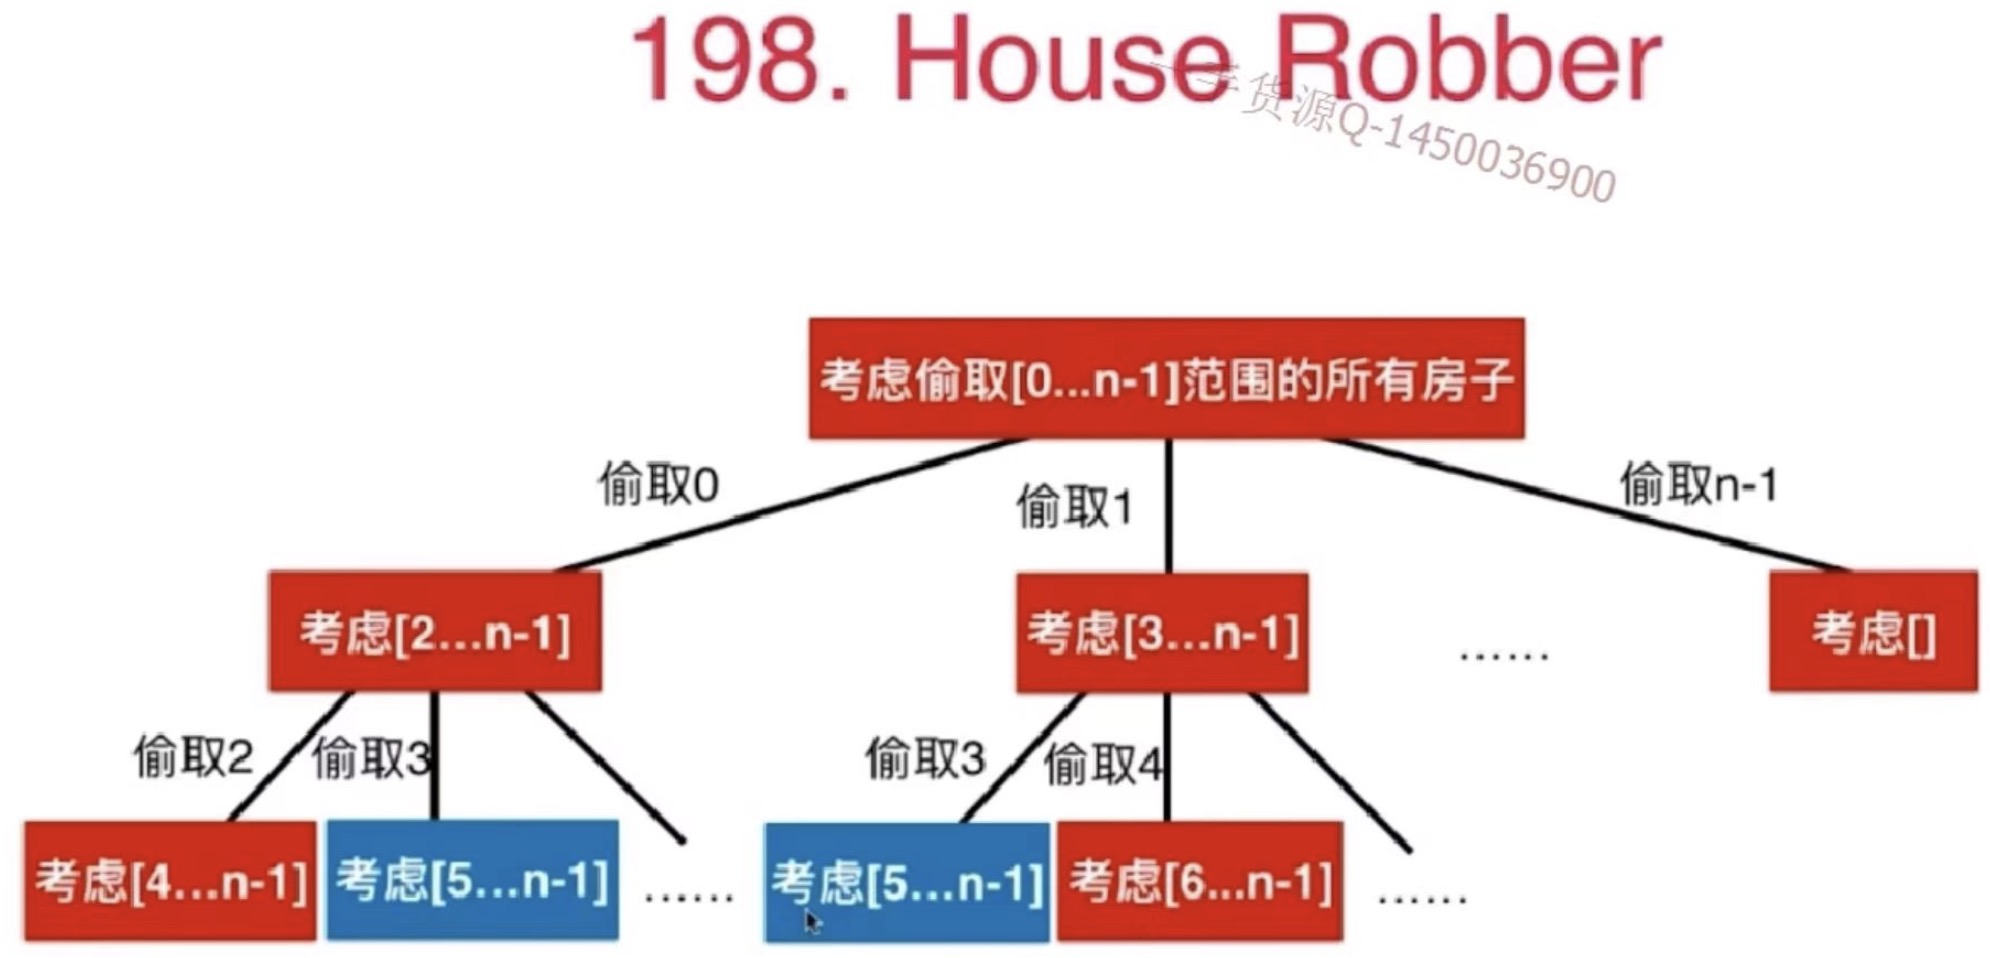 198. House Robber
一手货源Q-1450036900
考虑偷取[0...n-1]范围的所有房子
偷取0
偷取1
偷取n-1
考虑[2...n-1]
考虑[3...n-1]
......
考虑[]
偷取2
偷取3
偷取3
偷取4
考虑[4...n-1]
考虑[5...n-1]
......
考虑[5...n-1]
考虑[6...n-1]
......